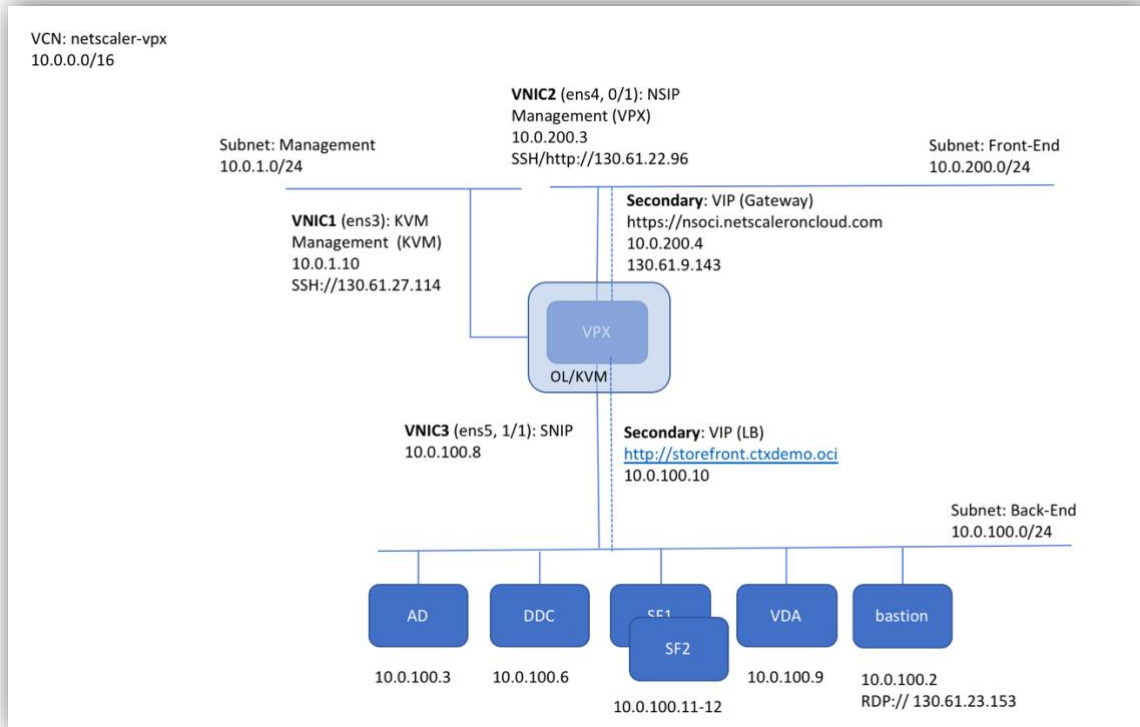 VCN: netscaler-vpx
10.0.0.0/16
VNIC2 (ens4, 0/1): NSIP
Management (VPX)
10.0.200.3
SSH/http://130.61.22.96
Subnet: Management
10.0.1.0/24
Subnet: Front-End
10.0.200.0/24
VNIC1 (ens3): KVM
Management (KVM)
10.0.1.10
SSH://130.61.27.114
Secondary: VIP (Gateway)
https://nsoci.netscaleroncloud.com
10.0.200.4
130.61.9.143
VPX
OL/KVM
VNIC3 (ens5, 1/1): SNIP
10.0.100.8
Secondary: VIP (LB)
http://storefront.ctxdemo.oci
10.0.100.10
Subnet: Back-End
10.0.100.0/24
AD
DDC
SF1
SF2
VDA
bastion
10.0.100.3
10.0.100.6
10.0.100.11-12
10.0.100.9
10.0.100.2
RDP:// 130.61.23.153